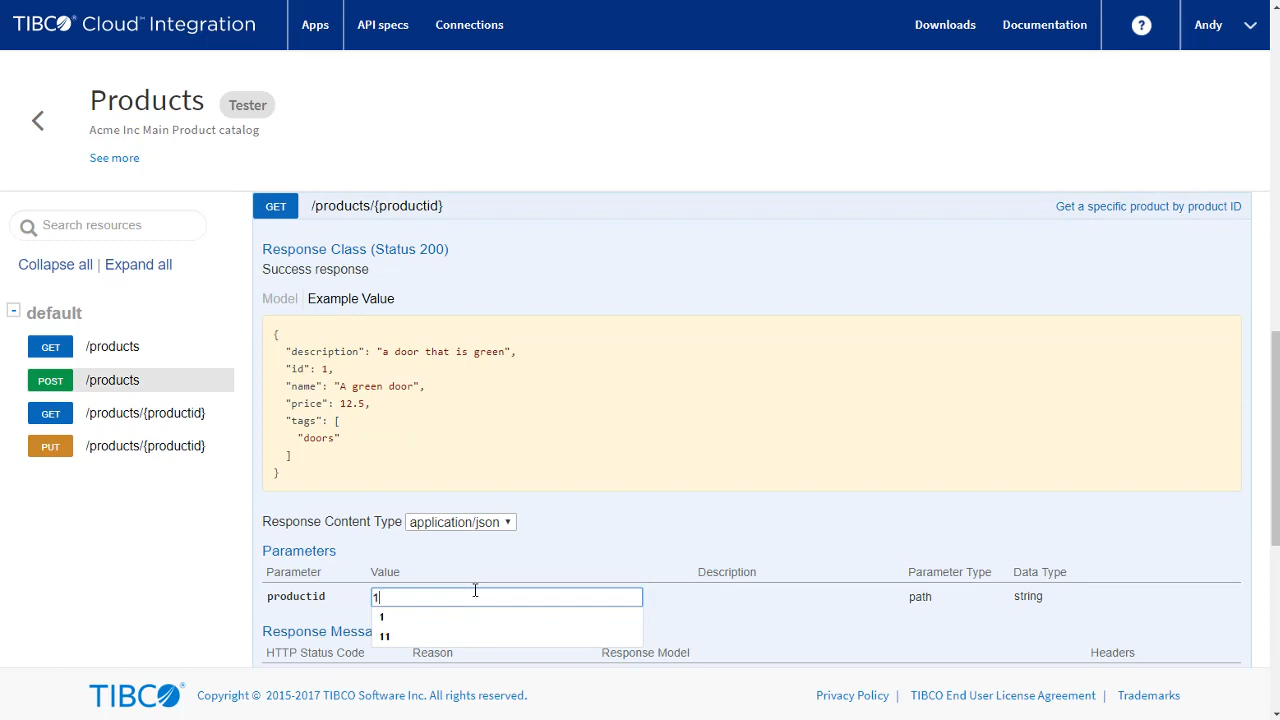 TIBCO® Cloud™ Integration
Apps
API specs
Connections
Downloads
Documentation
?
Andy
Products
Tester
Acme Inc Main Product catalog
See more
Search resources
Collapse all | Expand all
- default
GET /products
POST /products
GET /products/{productid}
PUT /products/{productid}
GET /products/{productid}
Get a specific product by product ID
Response Class (Status 200)
Success response
Model Example Value
{
"description": "a door that is green",
"id": 1,
"name": "A green door",
"price": 12.5,
"tags": [
"doors"
]
}
Response Content Type application/json
Parameters
Parameter Value Description Parameter Type Data Type
productid 1 path string
1
11
Response Messa
HTTP Status Code Reason Response Model Headers
TIBCO® Copyright © 2015-2017 TIBCO Software Inc. All rights reserved.
Privacy Policy | TIBCO End User License Agreement | Trademarks